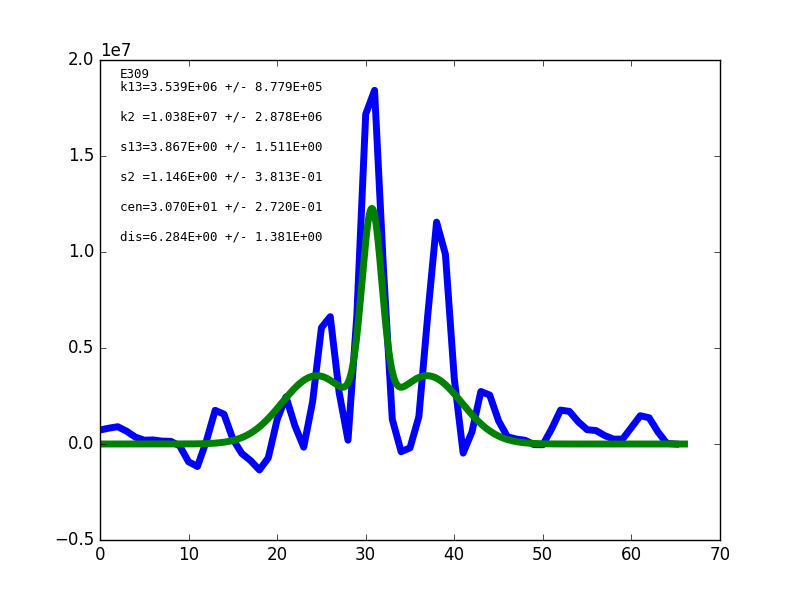 1e7
2.0
E309
k13=3.539E+06 +/- 8.779E+05
k2 =1.038E+07 +/- 2.878E+06
1.5
s13=3.867E+00 +/- 1.511E+00
s2 =1.146E+00 +/- 3.813E-01
cen=3.070E+01 +/- 2.720E-01
dis=6.284E+00 +/- 1.381E+00
1.0
0.5
0.0
−0.5
0 10 20 30 40 50 60 70